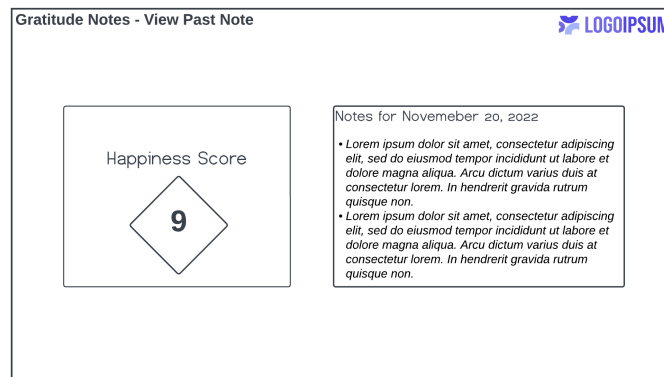 Gratitude Notes - View Past Note
LOGOIPSUM
Happiness Score
9
Notes for Novemeber 20, 2022
• Lorem ipsum dolor sit amet, consectetur adipiscing
elit, sed do eiusmod tempor incididunt ut labore et
dolore magna aliqua. Arcu dictum varius duis at
consectetur lorem. In hendrerit gravida rutrum
quisque non.
• Lorem ipsum dolor sit amet, consectetur adipiscing
elit, sed do eiusmod tempor incididunt ut labore et
dolore magna aliqua. Arcu dictum varius duis at
consectetur lorem. In hendrerit gravida rutrum
quisque non.